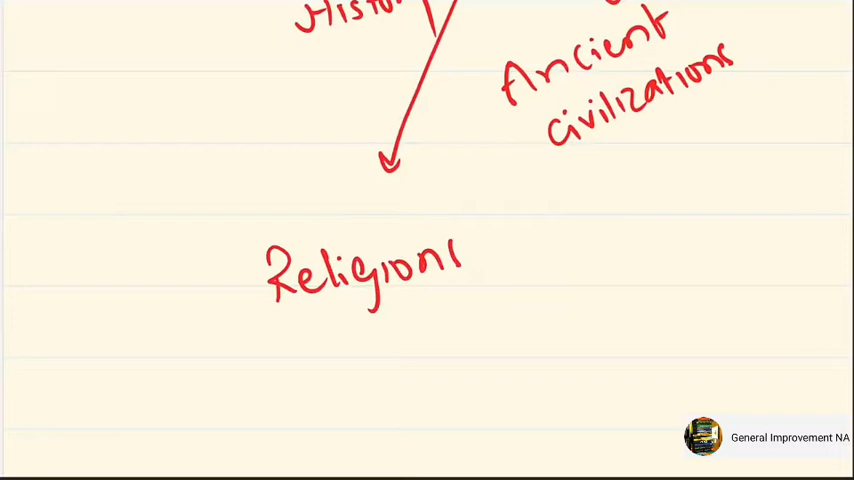 Ancient
civilizations
Religions
General Improvement NA